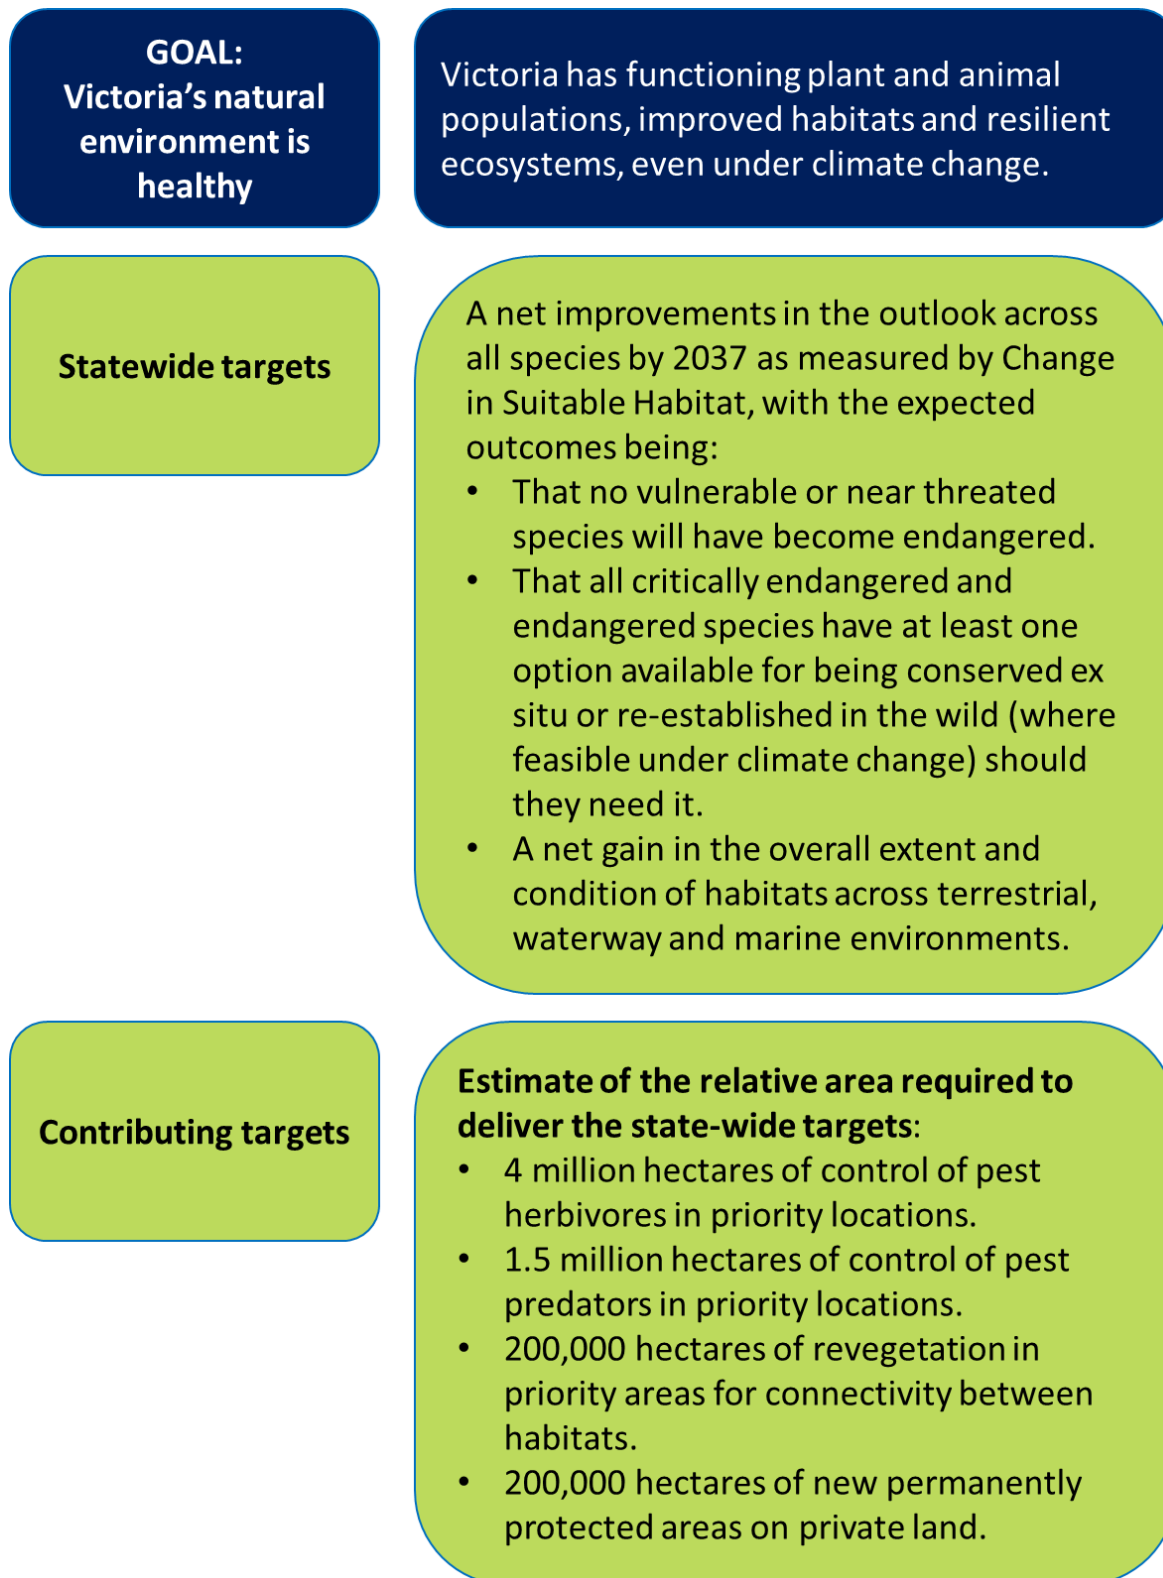 GOAL:
Victoria’s natural
environment is
healthy
Victoria has functioning plant and animal
populations, improved habitats and resilient
ecosystems, even under climate change.
Statewide targets
A net improvements in the outlook across
all species by 2037 as measured by Change
in Suitable Habitat, with the expected
outcomes being:
• That no vulnerable or near threated
species will have become endangered.
• That all critically endangered and
endangered species have at least one
option available for being conserved ex
situ or re-established in the wild (where
feasible under climate change) should
they need it.
• A net gain in the overall extent and
condition of habitats across terrestrial,
waterway and marine environments.
Contributing targets
Estimate of the relative area required to
deliver the state-wide targets:
• 4 million hectares of control of pest
herbivores in priority locations.
• 1.5 million hectares of control of pest
predators in priority locations.
• 200,000 hectares of revegetation in
priority areas for connectivity between
habitats.
• 200,000 hectares of new permanently
protected areas on private land.